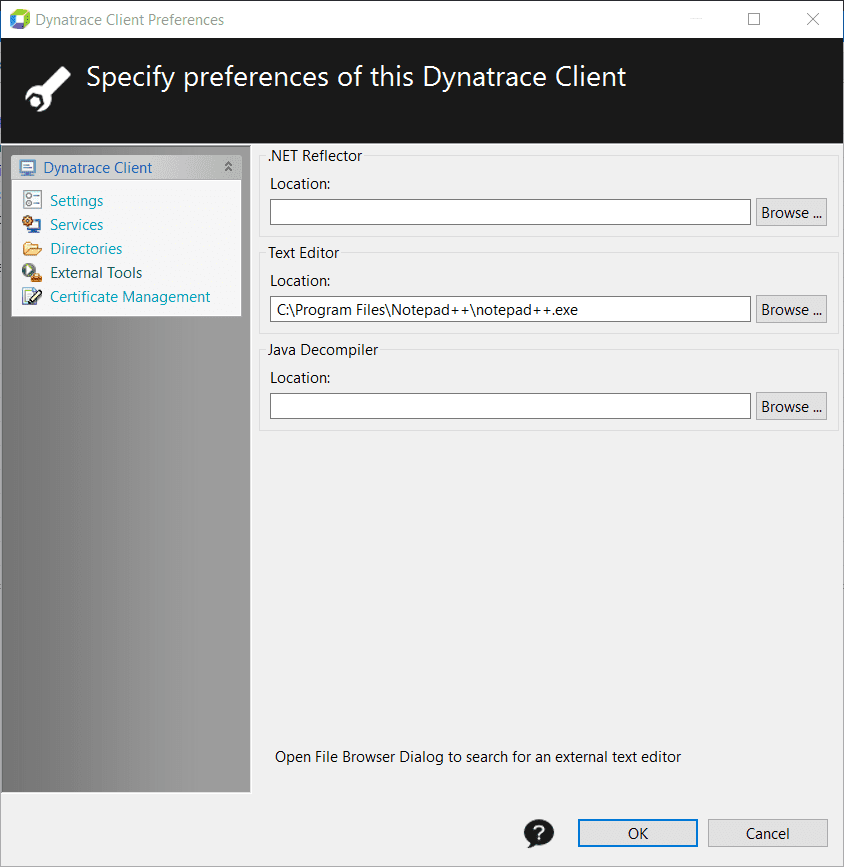 Dynatrace Client Preferences
Specify preferences of this Dynatrace Client
Dynatrace Client
Settings
Services
Directories
External Tools
Certificate Management
.NET Reflector
Location:
Browse ...
Text Editor
Location:
C:\Program Files\Notepad++\notepad++.exe
Browse ...
Java Decompiler
Location:
Browse ...
Open File Browser Dialog to search for an external text editor
?
OK
Cancel